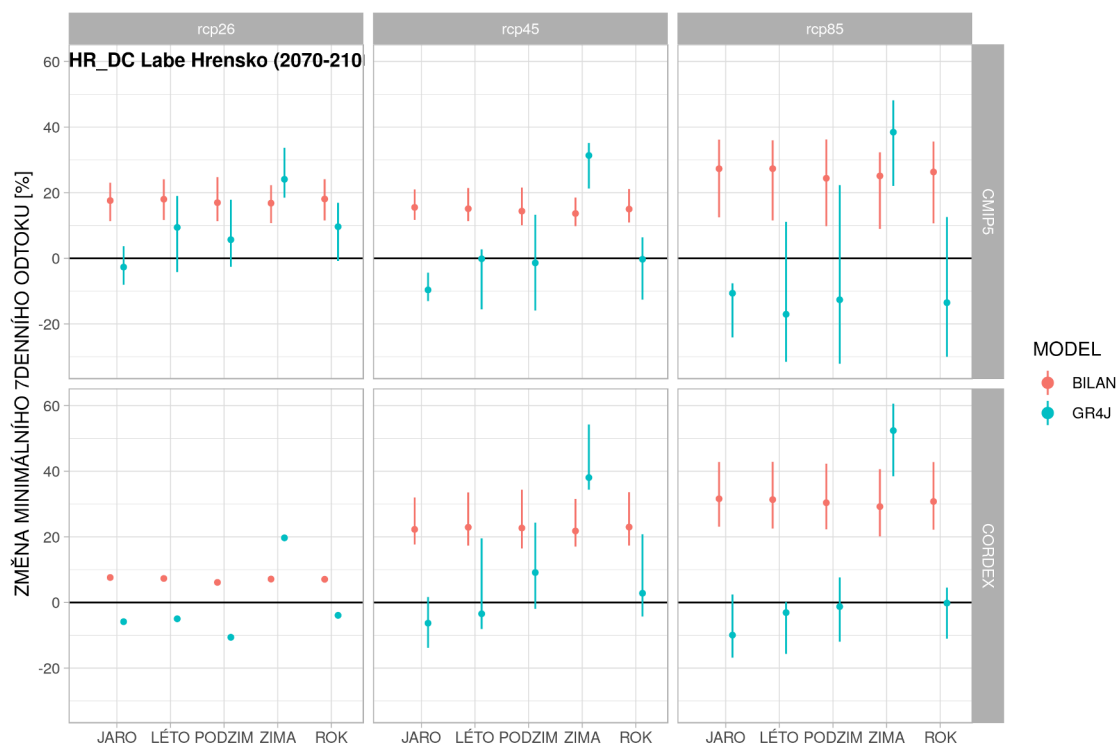 rcp26
rcp45
rcp85
HR_DC Labe Hrensko (2070-210
ZMĚNA MINIMÁLNÍHO 7DENNÍHO ODTOKU [%]
60
40
20
0
-20
CMIP5
60
40
20
0
-20
CORDEX
JARO LÉTO PODZIM ZIMA ROK
JARO LÉTO PODZIM ZIMA ROK
JARO LÉTO PODZIM ZIMA ROK
MODEL
BILAN
GR4J